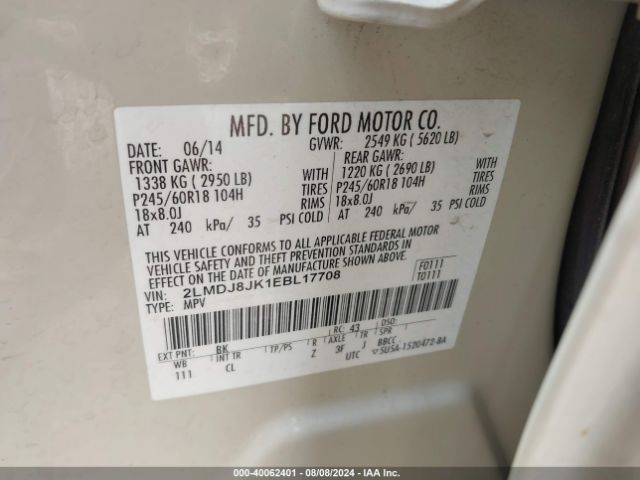 MFD. BY FORD MOTOR CO.
DATE: 06/14 GVWR: 2549 KG ( 5620 LB)
FRONT GAWR: REAR GAWR:
1338 KG ( 2950 LB) WITH 1220 KG ( 2690 LB) WITH
P245/60R18 104H TIRES P245/60R18 104H TIRES
18x8.0J RIMS 18x8.0J RIMS
AT 240 kPa/ 35 PSI COLD AT 240 kPa/ 35 PSI COLD
THIS VEHICLE CONFORMS TO ALL APPLICABLE FEDERAL MOTOR
VEHICLE SAFETY AND THEFT PREVENTION STANDARDS IN
EFFECT ON THE DATE OF MANUFACTURE SHOWN ABOVE.
VIN: 2LMDJ8JK1EBL17708 F0111
TYPE: MPV T0111
EXT PNT: BK RC: 43 DSO:
WB INT TR TP/PS R AXLE TR SPR
111 CL Z 3F J BBCC
UTC 5U5A-1520472-BA
000-40062401 - 08/08/2024 - IAA Inc.